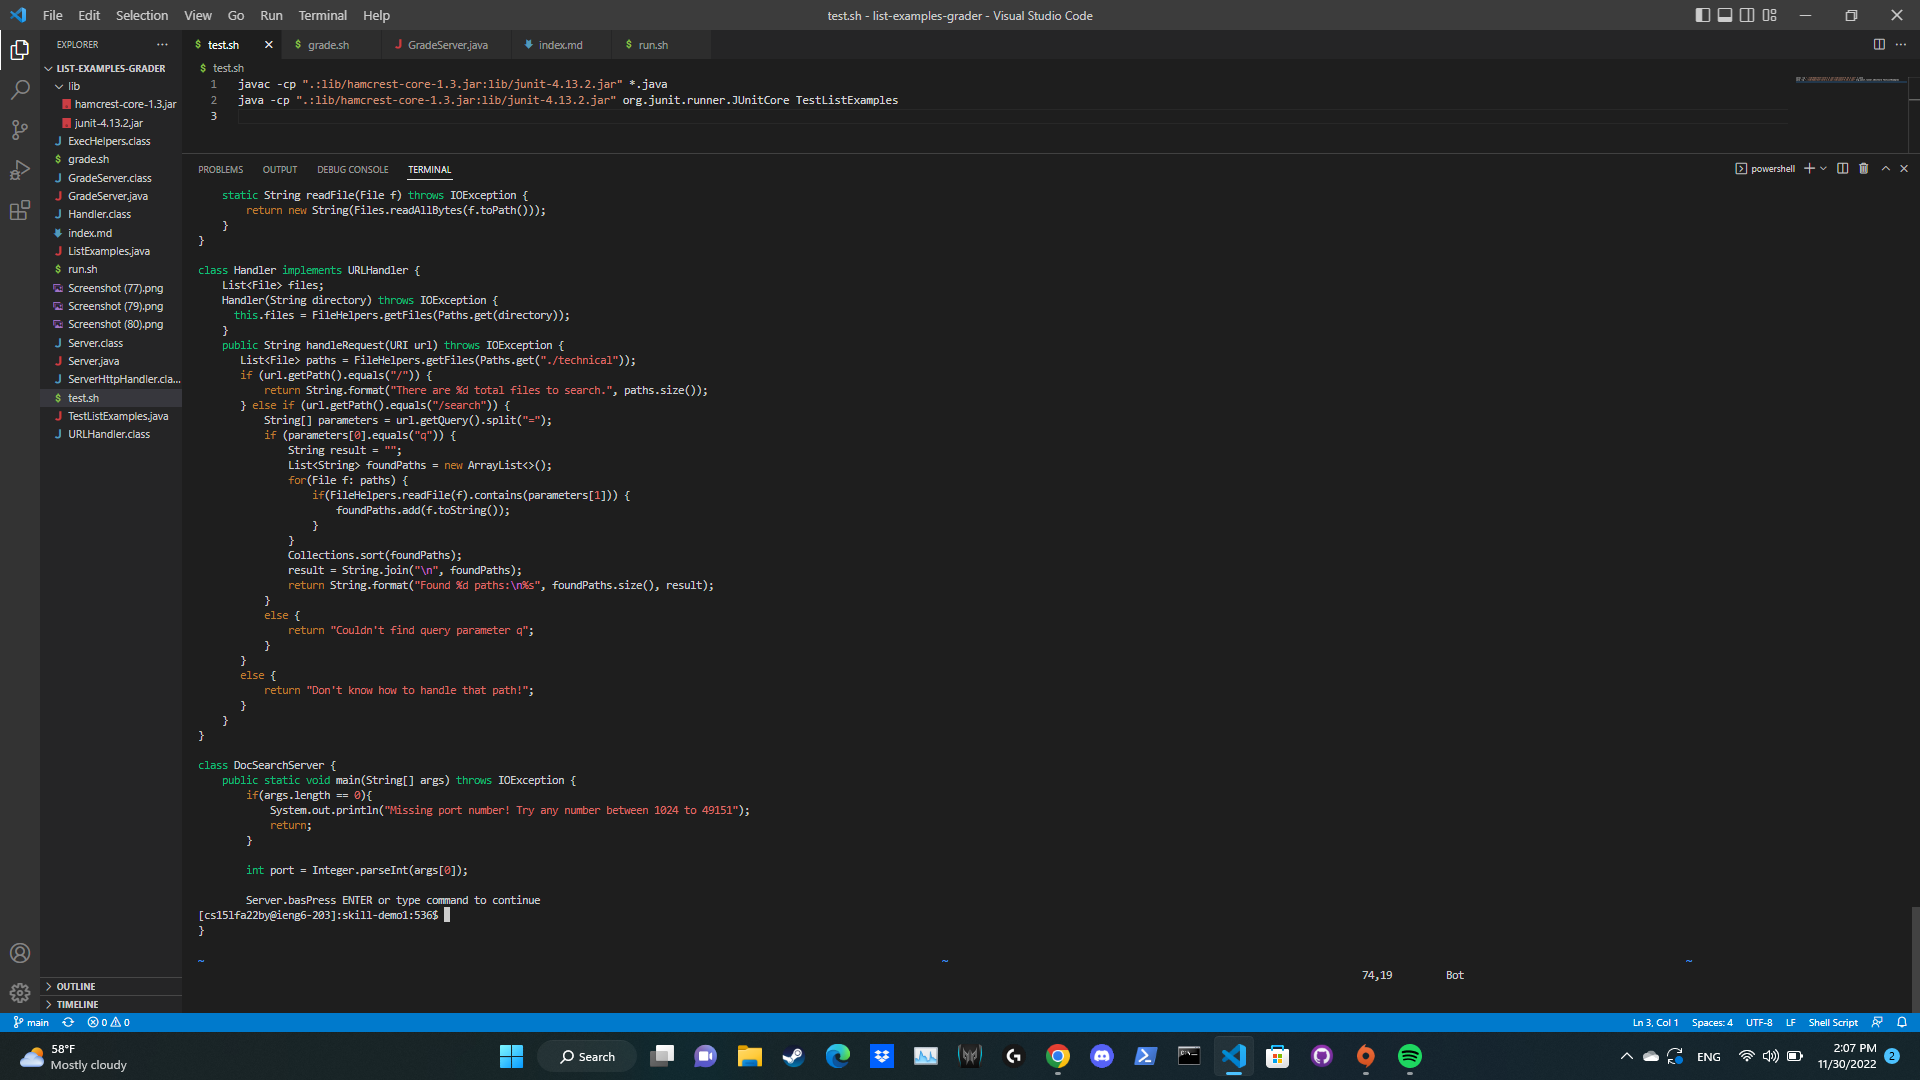 File Edit Selection View Go Run Terminal Help
test.sh - list-examples-grader - Visual Studio Code
EXPLORER
LIST-EXAMPLES-GRADER
lib
hamcrest-core-1.3.jar
junit-4.13.2.jar
ExecHelpers.class
grade.sh
GradeServer.class
GradeServer.java
Handler.class
index.md
ListExamples.java
run.sh
Screenshot (77).png
Screenshot (79).png
Screenshot (80).png
Server.class
Server.java
ServerHttpHandler.cla...
test.sh
TestListExamples.java
URLHandler.class
OUTLINE
TIMELINE
test.sh grade.sh GradeServer.java index.md run.sh
test.sh
1 javac -cp ".:lib/hamcrest-core-1.3.jar:lib/junit-4.13.2.jar" *.java
2 java -cp ".:lib/hamcrest-core-1.3.jar:lib/junit-4.13.2.jar" org.junit.runner.JUnitCore TestListExamples
3
PROBLEMS OUTPUT DEBUG CONSOLE TERMINAL
powershell
static String readFile(File f) throws IOException {
return new String(Files.readAllBytes(f.toPath()));
}
}
class Handler implements URLHandler {
List<File> files;
Handler(String directory) throws IOException {
this.files = FileHelpers.getFiles(Paths.get(directory));
}
public String handleRequest(URI url) throws IOException {
List<File> paths = FileHelpers.getFiles(Paths.get("./technical"));
if (url.getPath().equals("/")) {
return String.format("There are %d total files to search.", paths.size());
} else if (url.getPath().equals("/search")) {
String[] parameters = url.getQuery().split("=");
if (parameters[0].equals("q")) {
String result = "";
List<String> foundPaths = new ArrayList<>();
for(File f: paths) {
if(FileHelpers.readFile(f).contains(parameters[1])) {
foundPaths.add(f.toString());
}
}
Collections.sort(foundPaths);
result = String.join("\n", foundPaths);
return String.format("Found %d paths:\n%s", foundPaths.size(), result);
}
else {
return "Couldn't find query parameter q";
}
}
else {
return "Don't know how to handle that path!";
}
}
}
class DocSearchServer {
public static void main(String[] args) throws IOException {
if(args.length == 0){
System.out.println("Missing port number! Try any number between 1024 to 49151");
return;
}
int port = Integer.parseInt(args[0]);
Server.basPress ENTER or type command to continue
[cs15lfa22by@ieng6-203]:skill-demo1:536$
}
~ ~ ~
74,19 Bot
main 0 0 Ln 3, Col 1 Spaces: 4 UTF-8 LF Shell Script
58°F
Mostly cloudy
Search
ENG
2:07 PM
11/30/2022
2